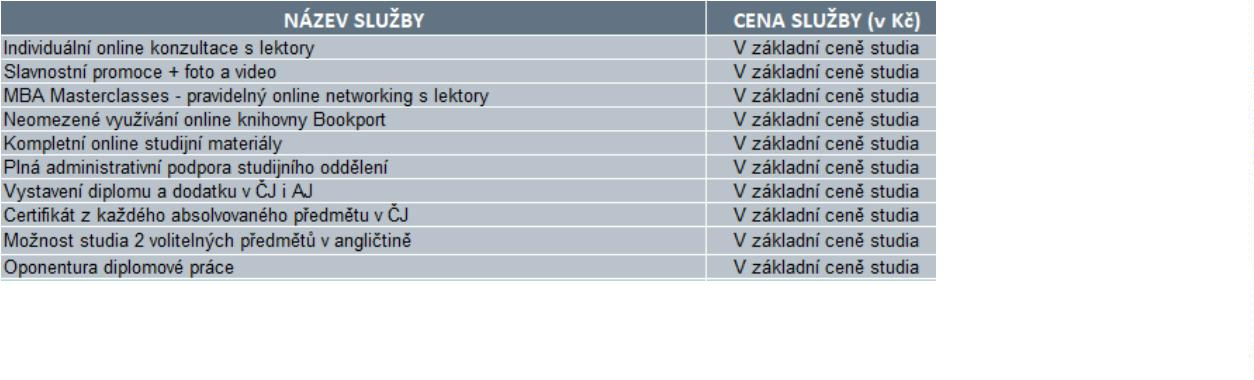 NÁZEV SLUŽBY CENA SLUŽBY (v Kč)
Individuální online konzultace s lektory V základní ceně studia
Slavnostní promoce + foto a video V základní ceně studia
MBA Masterclasses - pravidelný online networking s lektory V základní ceně studia
Neomezené využívání online knihovny Bookport V základní ceně studia
Kompletní online studijní materiály V základní ceně studia
Plná administrativní podpora studijního oddělení V základní ceně studia
Vystavení diplomu a dodatku v ČJ i AJ V základní ceně studia
Certifikát z každého absolvovaného předmětu v ČJ V základní ceně studia
Možnost studia 2 volitelných předmětů v angličtině V základní ceně studia
Oponentura diplomové práce V základní ceně studia